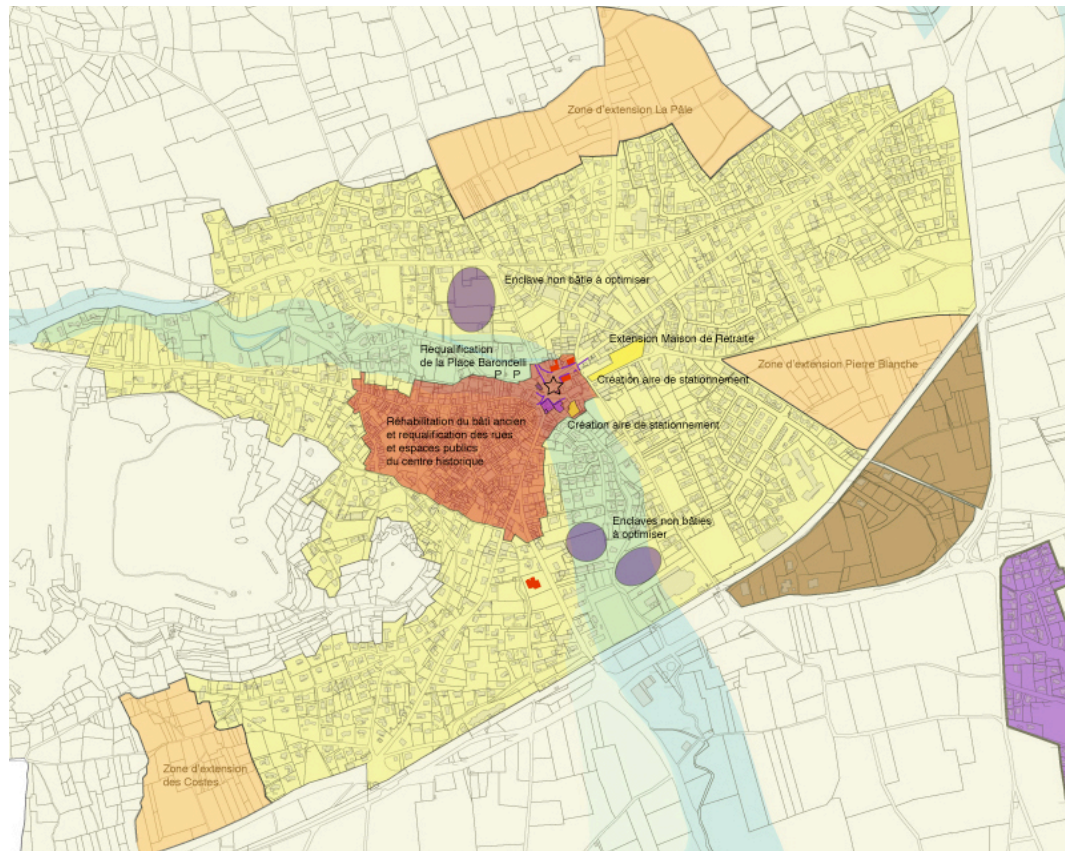 Zone d'extension La Pâle
Enclave non bâtie à optimiser
Extension Maison de Retraite
Requalification
de la Place Baroncelli
P P
Zone d'extension Pierre Blanche
Création aire de stationnement
Réhabilitation du bâti ancien
et requalification des rues
et espaces publics
du centre historique
Création aire de stationnement
Enclaves non bâties
à optimiser
Zone d'extension
des Costes